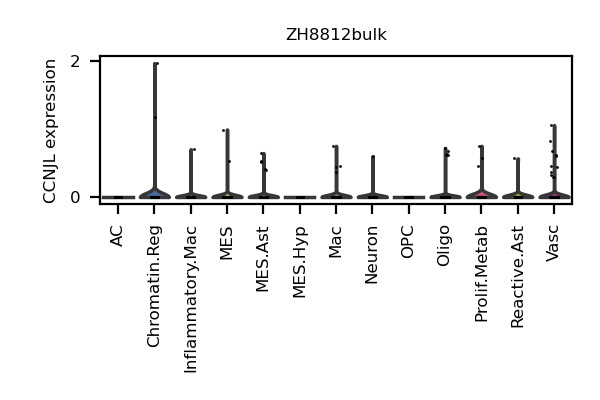 ZH8812bulk
CCNJL expression
2
0
AC
Chromatin.Reg
Inflammatory.Mac
MES
MES.Ast
MES.Hyp
Mac
Neuron
OPC
Oligo
Prolif.Metab
Reactive.Ast
Vasc